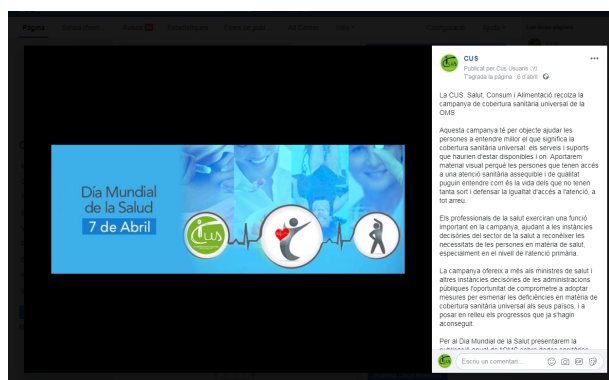 Pàgina
Configuració
Ajuda
Día Mundial
de la Salud
7 de Abril
CUS
CUS
Publicat per Cus Usuaris [?]
T'agrada la pàgina · 6 d'abril ·
La CUS. Salut, Consum i Alimentació recolza la
campanya de cobertura sanitària universal de la
OMS
Aquesta campanya té per objecte ajudar les
persones a entendre millor el que significa la
cobertura sanitària universal: els serveis i suports
que haurien d'estar disponibles i on. Aportarem
material visual perquè les persones que tenen accés
a una atenció sanitària assequible i de qualitat
puguin entendre com és la vida dels que no tenen
tanta sort i defensar la igualtat d'accés a l'atenció, a
tot arreu.
Els professionals de la salut exerciran una funció
important en la campanya, ajudant a les instàncies
decisòries del sector de la salut a reconèixer les
necessitats de les persones en matèria de salut,
especialment en el nivell de l'atenció primària.
La campanya ofereix a més als ministres de salut i
altres instàncies decisòries de les administracions
públiques l'oportunitat de comprometre a adoptar
mesures per esmenar les deficiències en matèria de
cobertura sanitària universal als seus països, i a
posar en relleu els progressos que ja s'hagin
aconseguit.
Per al Dia Mundial de la Salut presentarem la
Escriu un comentari...